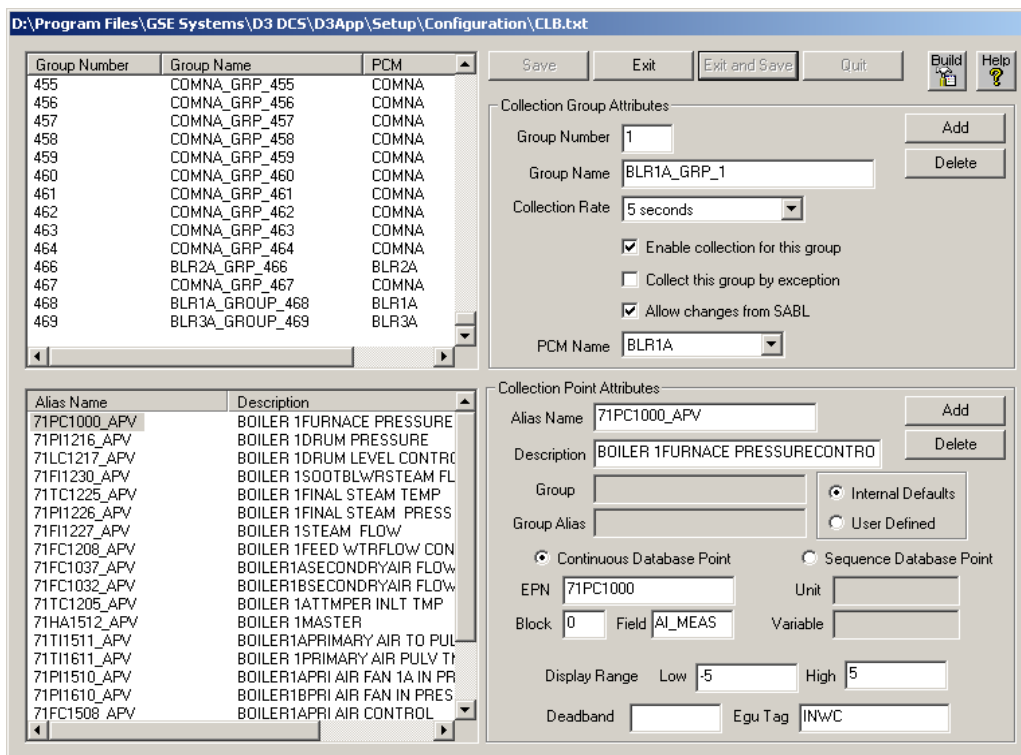 D:\Program Files\GSE Systems\D3 DCS\D3App\Setup\Configuration\CLB.txt
Group Number Group Name PCM
455 COMNA_GRP_455 COMNA
456 COMNA_GRP_456 COMNA
457 COMNA_GRP_457 COMNA
458 COMNA_GRP_458 COMNA
459 COMNA_GRP_459 COMNA
460 COMNA_GRP_460 COMNA
461 COMNA_GRP_461 COMNA
462 COMNA_GRP_462 COMNA
463 COMNA_GRP_463 COMNA
464 COMNA_GRP_464 COMNA
466 BLR2A_GRP_466 BLR2A
467 COMNA_GRP_467 COMNA
468 BLR1A_GROUP_468 BLR1A
469 BLR3A_GROUP_469 BLR3A
Save Exit Exit and Save Quit Build Help
Collection Group Attributes
Group Number 1 Add
Group Name BLR1A_GRP_1 Delete
Collection Rate 5 seconds
Enable collection for this group
Collect this group by exception
Allow changes from SABL
PCM Name BLR1A
Alias Name Description
71PC1000_APV BOILER 1FURNACE PRESSURE
71PI1216_APV BOILER 1DRUM PRESSURE
71LC1217_APV BOILER 1DRUM LEVEL CONTRO
71FI1230_APV BOILER 1SOOTBLWRSTEAM FL
71TC1225_APV BOILER 1FINAL STEAM TEMP
71PI1226_APV BOILER 1FINAL STEAM  PRESS
71FI1227_APV BOILER 1STEAM  FLOW
71FC1208_APV BOILER 1FEED WTRFLOW CON
71FC1037_APV BOILER1ASECONDRYAIR FLOW
71FC1032_APV BOILER1BSECONDRYAIR FLOW
71TC1205_APV BOILER 1ATTMPER INLT TMP
71HA1512_APV BOILER 1MASTER
71TI1511_APV BOILER1APRIMARY AIR TO PUL
71TI1611_APV BOILER 1PRIMARY AIR PULV TM
71PI1510_APV BOILER1APRI AIR FAN 1A IN PR
71PI1610_APV BOILER1BPRI AIR FAN IN PRES
71FC1508_APV BOILER1APRI AIR CONTROL
Collection Point Attributes
Alias Name 71PC1000_APV Add
Description BOILER 1FURNACE PRESSURECONTRO Delete
Group Internal Defaults
Group Alias User Defined
Continuous Database Point Sequence Database Point
EPN 71PC1000 Unit
Block 0 Field AI_MEAS Variable
Display Range Low -5 High 5
Deadband Egu Tag INWC